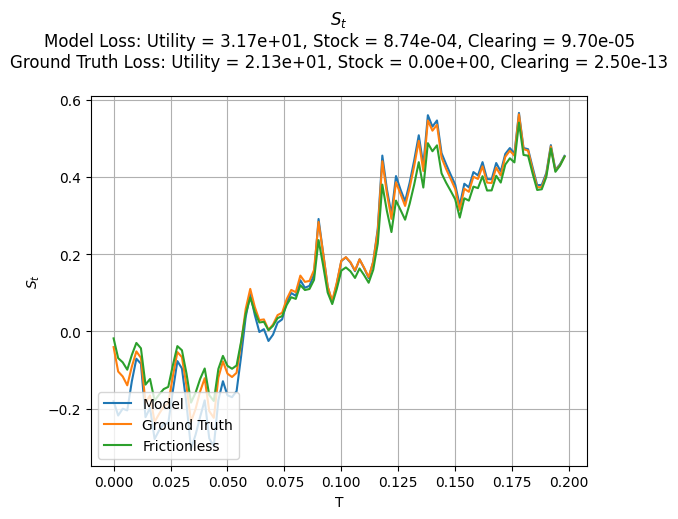 S_t
Model Loss: Utility = 3.17e+01, Stock = 8.74e-04, Clearing = 9.70e-05
Ground Truth Loss: Utility = 2.13e+01, Stock = 0.00e+00, Clearing = 2.50e-13
0.6
0.4
0.2
0.0
−0.2
S_t
Model
Ground Truth
Frictionless
0.000 0.025 0.050 0.075 0.100 0.125 0.150 0.175 0.200
T